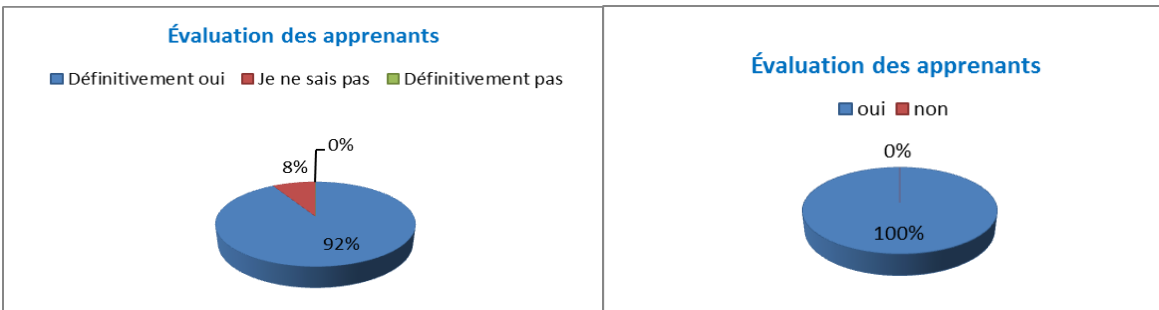 Évaluation des apprenants
Définitivement oui Je ne sais pas Définitivement pas
0%
8%
92%
Évaluation des apprenants
oui non
0%
100%